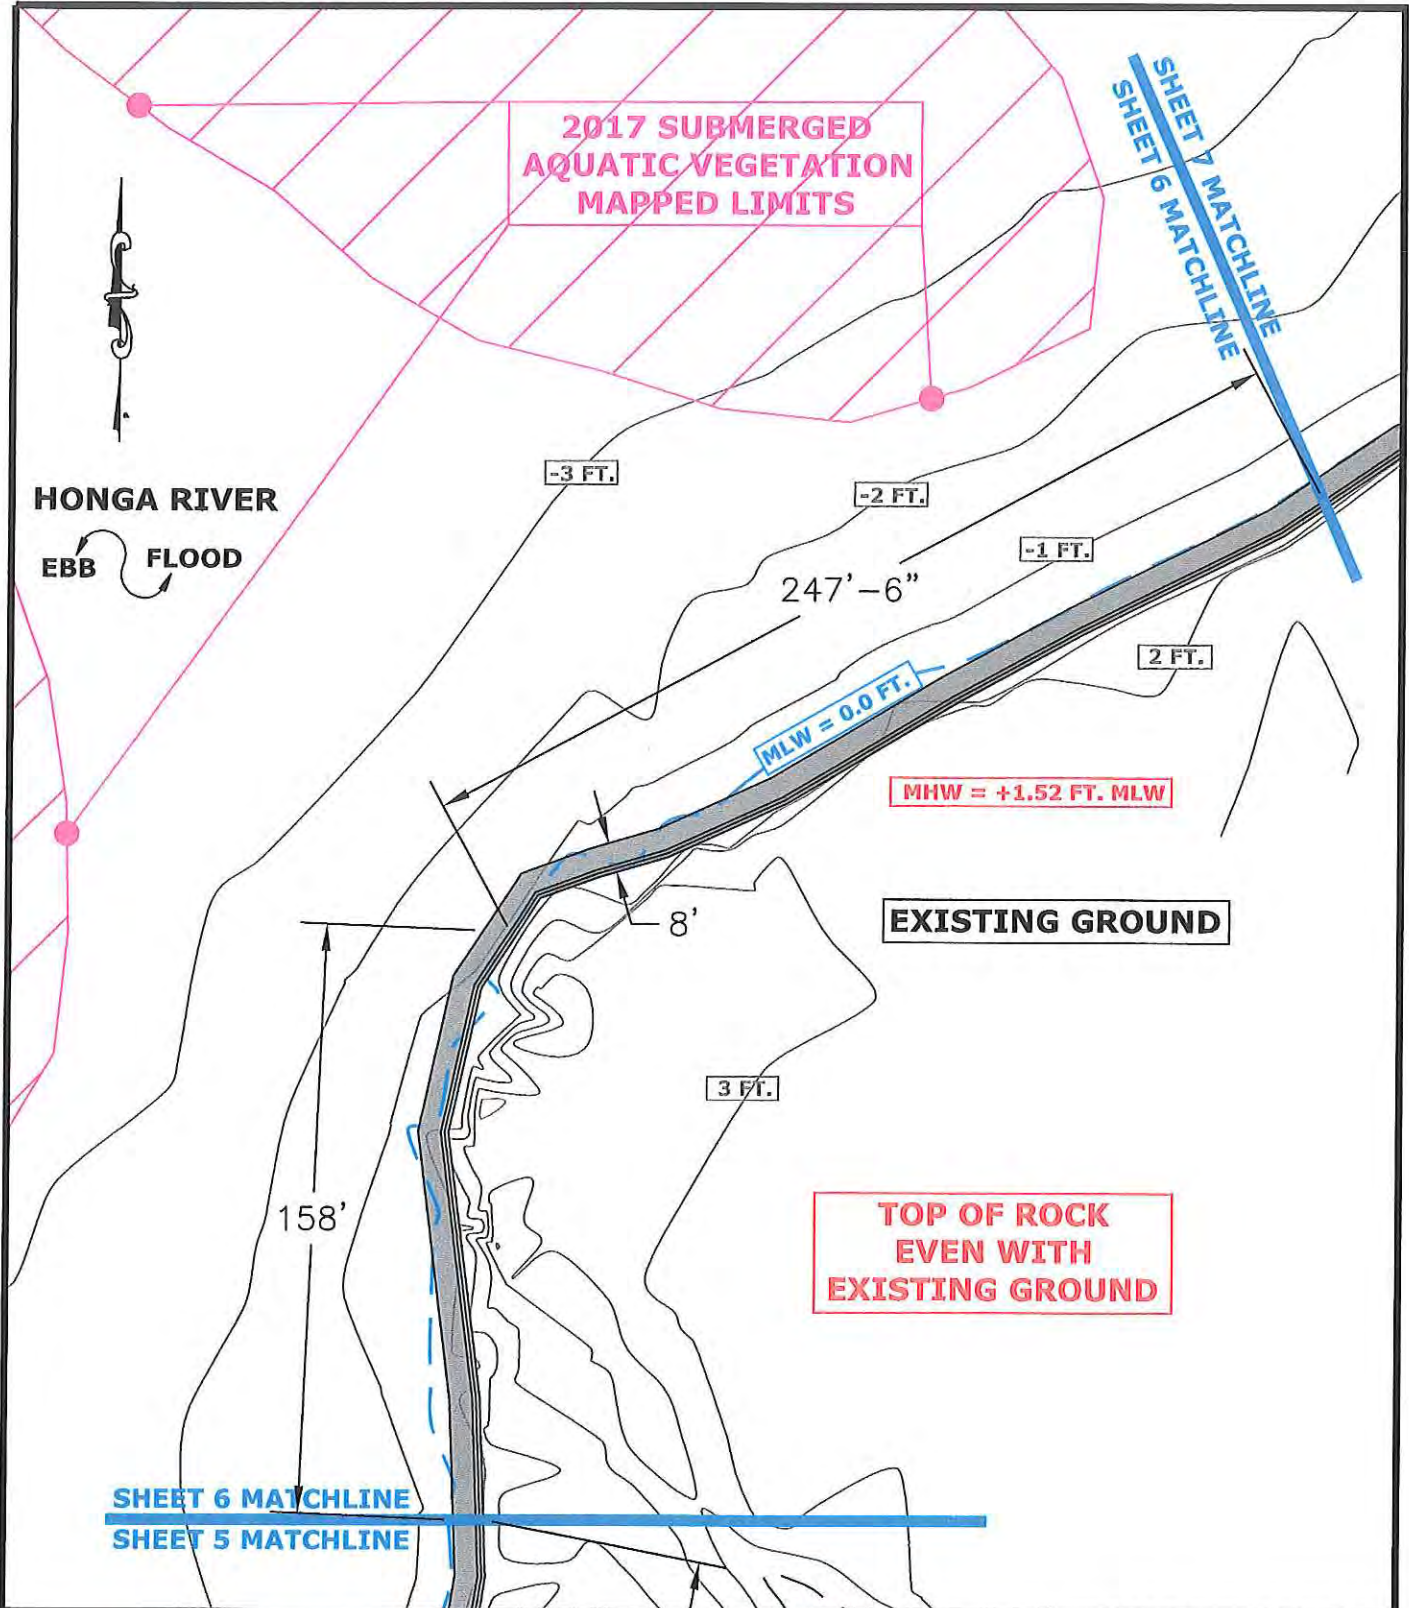 2017 SUBMERGED
AQUATIC VEGETATION
MAPPED LIMITS
SHEET 7 MATCHLINE
SHEET 6 MATCHLINE
HONGA RIVER
EBB
FLOOD
-3 FT.
-2 FT.
-1 FT.
247'-6"
2 FT.
MLW = 0.0 FT.
MHW = +1.52 FT. MLW
8'
EXISTING GROUND
3 FT.
158'
TOP OF ROCK
EVEN WITH
EXISTING GROUND
SHEET 6 MATCHLINE
SHEET 5 MATCHLINE